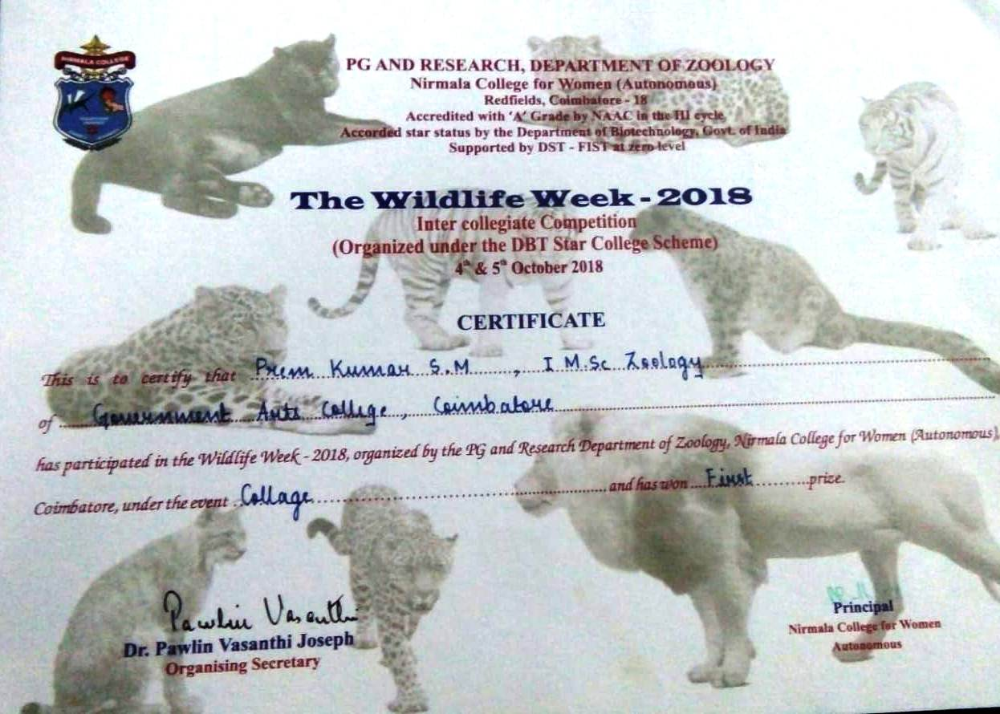 NIRMALA COLLEGE
PG AND RESEARCH, DEPARTMENT OF ZOOLOGY
Nirmala College for Women (Autonomous)
Redfields, Coimbatore - 18
Accredited with 'A' Grade by NAAC in the III cycle
Accorded star status by the Department of Biotechnology, Govt. of India
Supported by DST - FIST at zero level
The Wildlife Week - 2018
Inter collegiate Competition
(Organized under the DBT Star College Scheme)
4th & 5th October 2018
CERTIFICATE
This is to certify that Prem Kumar S.M, I M.Sc Zoology
of Government Arts College, Coimbatore
has participated in the Wildlife Week - 2018, organized by the PG and Research Department of Zoology, Nirmala College for Women (Autonomous),
Coimbatore, under the event Collage and has won First prize.
Pawlin Vasanthi
Dr. Pawlin Vasanthi Joseph
Organising Secretary
Principal
Nirmala College for Women
Autonomous